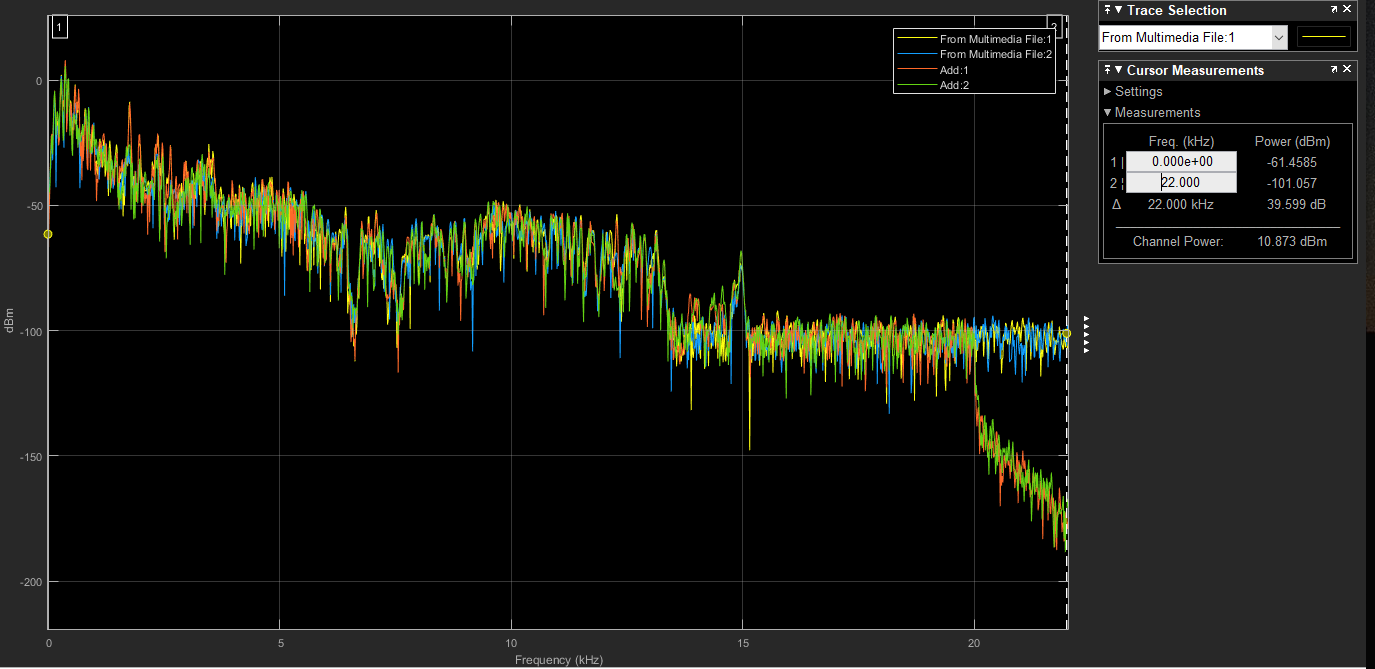 1
2
From Multimedia File:1
From Multimedia File:2
Add:1
Add:2
0
-50
-100
-150
-200
dBm
0
5
10
15
20
Frequency (kHz)
Trace Selection
From Multimedia File:1
Cursor Measurements
Settings
Measurements
Freq. (kHz) Power (dBm)
1 0.000e+00 -61.4585
2 22.000 -101.057
Δ 22.000 kHz 39.599 dB
Channel Power: 10.873 dBm